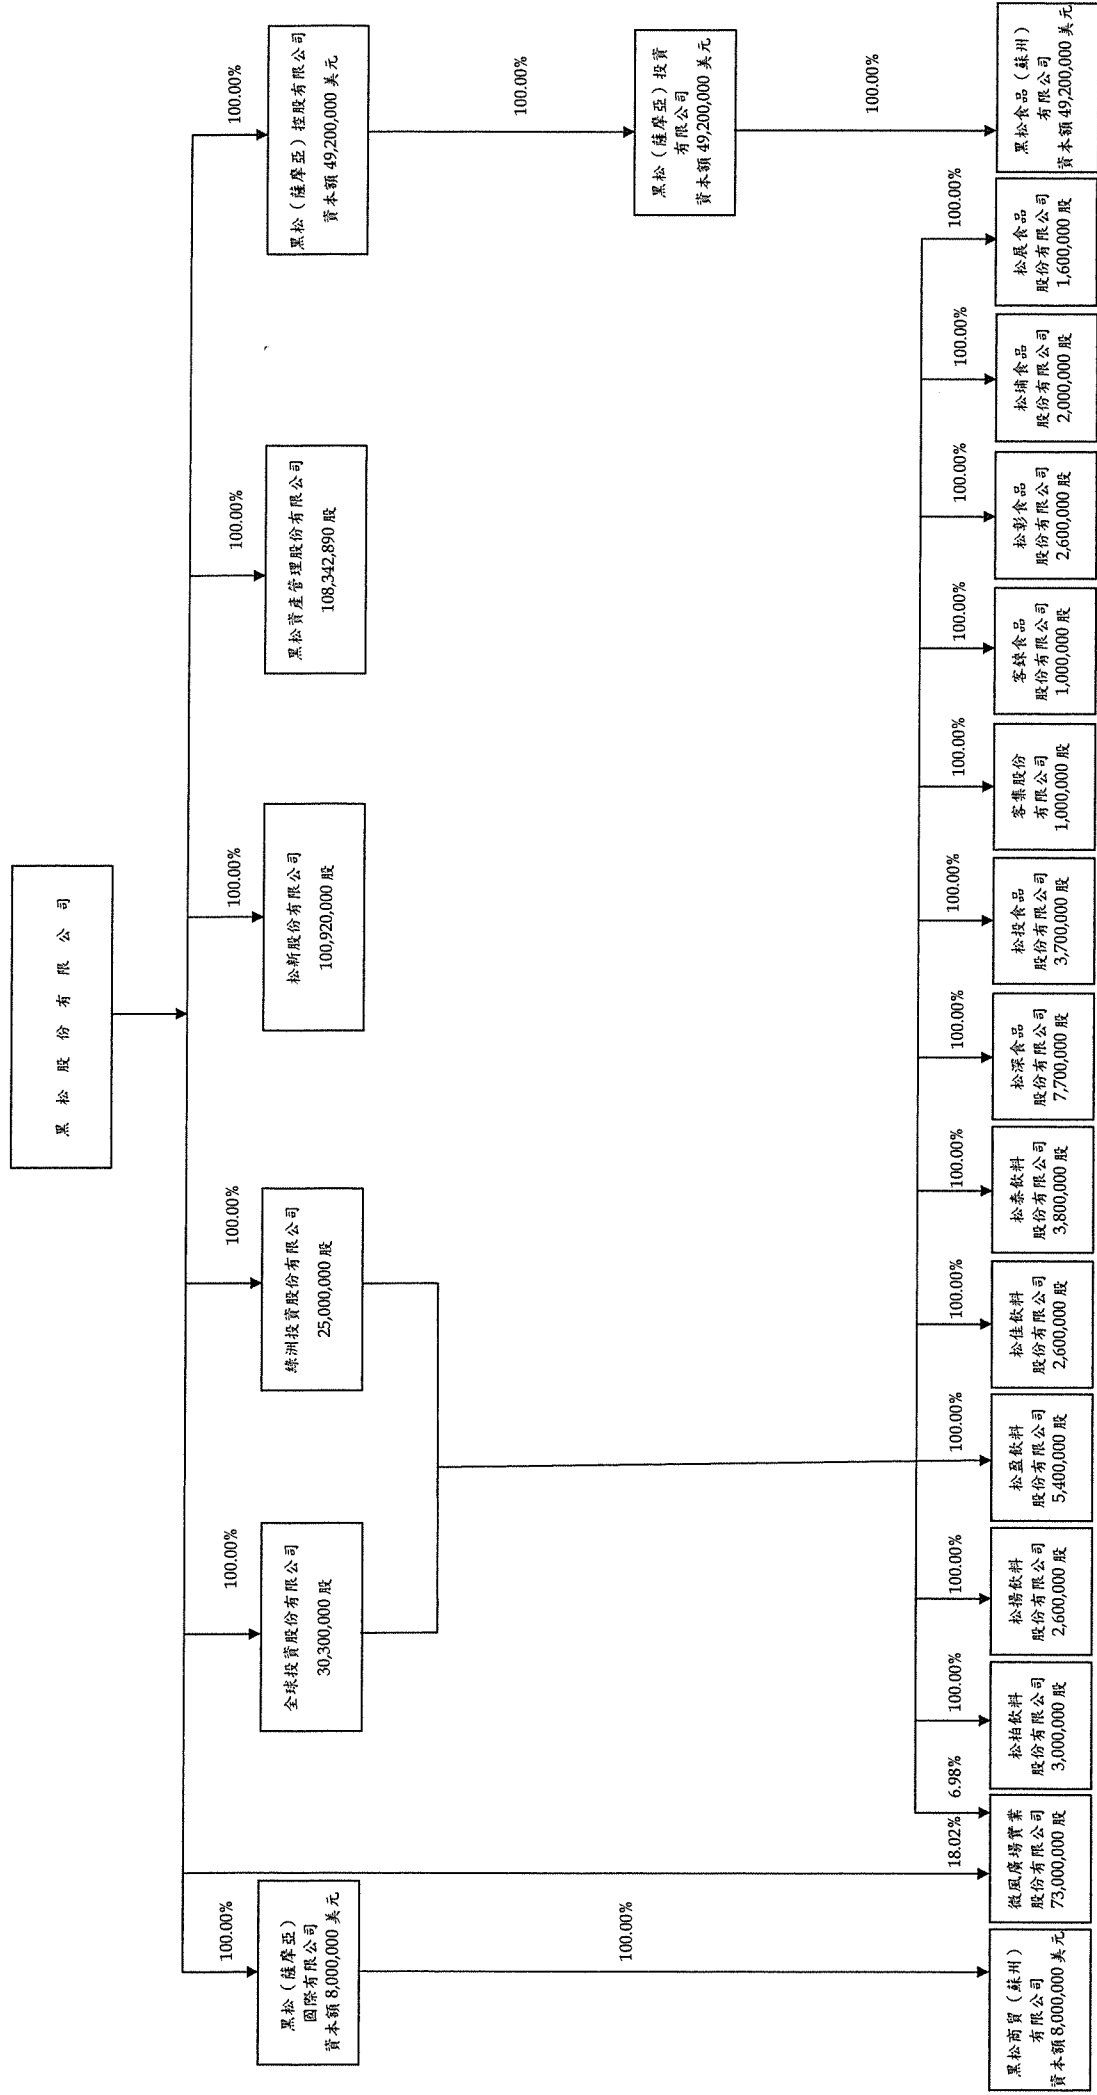 黑松股份有限公司
100.00%
100.00%
100.00%
100.00%
100.00%
100.00%
黑松（薩摩亞）
國際有限公司
資本額 8,000,000 美元
全球投資股份有限公司
30,300,000 股
綠洲投資股份有限公司
25,000,000 股
松新股份有限公司
100,920,000 股
黑松資產管理股份有限公司
108,342,890 股
黑松（薩摩亞）控股有限公司
資本額 49,200,000 美元
100.00%
100.00%
黑松（薩摩亞）投資
有限公司
資本額 49,200,000 美元
18.02%
6.98%
100.00%
100.00%
100.00%
100.00%
100.00%
100.00%
100.00%
100.00%
100.00%
100.00%
100.00%
100.00%
100.00%
黑松商貿（蘇州）
有限公司
資本額 8,000,000 美元
微風廣場實業
股份有限公司
73,000,000 股
松柏飲料
股份有限公司
3,000,000 股
松揚飲料
股份有限公司
2,600,000 股
松盈飲料
股份有限公司
5,400,000 股
松佳飲料
股份有限公司
2,600,000 股
松泰飲料
股份有限公司
3,800,000 股
松深食品
股份有限公司
7,700,000 股
松投食品
股份有限公司
3,700,000 股
客集股份
有限公司
1,000,000 股
客錸食品
股份有限公司
1,000,000 股
松彰食品
股份有限公司
2,600,000 股
松埔食品
股份有限公司
2,000,000 股
松展食品
股份有限公司
1,600,000 股
黑松食品（蘇州）
有限公司
資本額 49,200,000 美元